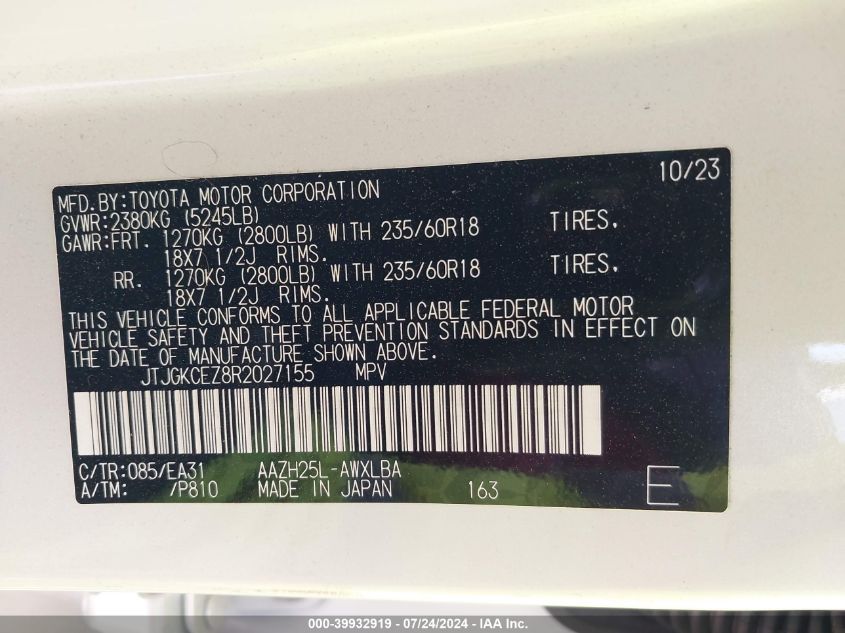 10/23
MFD.BY:TOYOTA MOTOR CORPORATION
GVWR:2380KG (5245LB)
GAWR:FRT. 1270KG (2800LB) WITH 235/60R18 TIRES.
18X7 1/2J RIMS.
RR. 1270KG (2800LB) WITH 235/60R18 TIRES.
18X7 1/2J RIMS.
THIS VEHICLE CONFORMS TO ALL APPLICABLE FEDERAL MOTOR
VEHICLE SAFETY AND THEFT PREVENTION STANDARDS IN EFFECT ON
THE DATE OF MANUFACTURE SHOWN ABOVE.
JTJGKCEZ8R2027155 MPV
C/TR:085/EA31 AAZH25L-AWXLBA
A/TM: /P810 MADE IN JAPAN 163 E
000-39932919 - 07/24/2024 - IAA Inc.